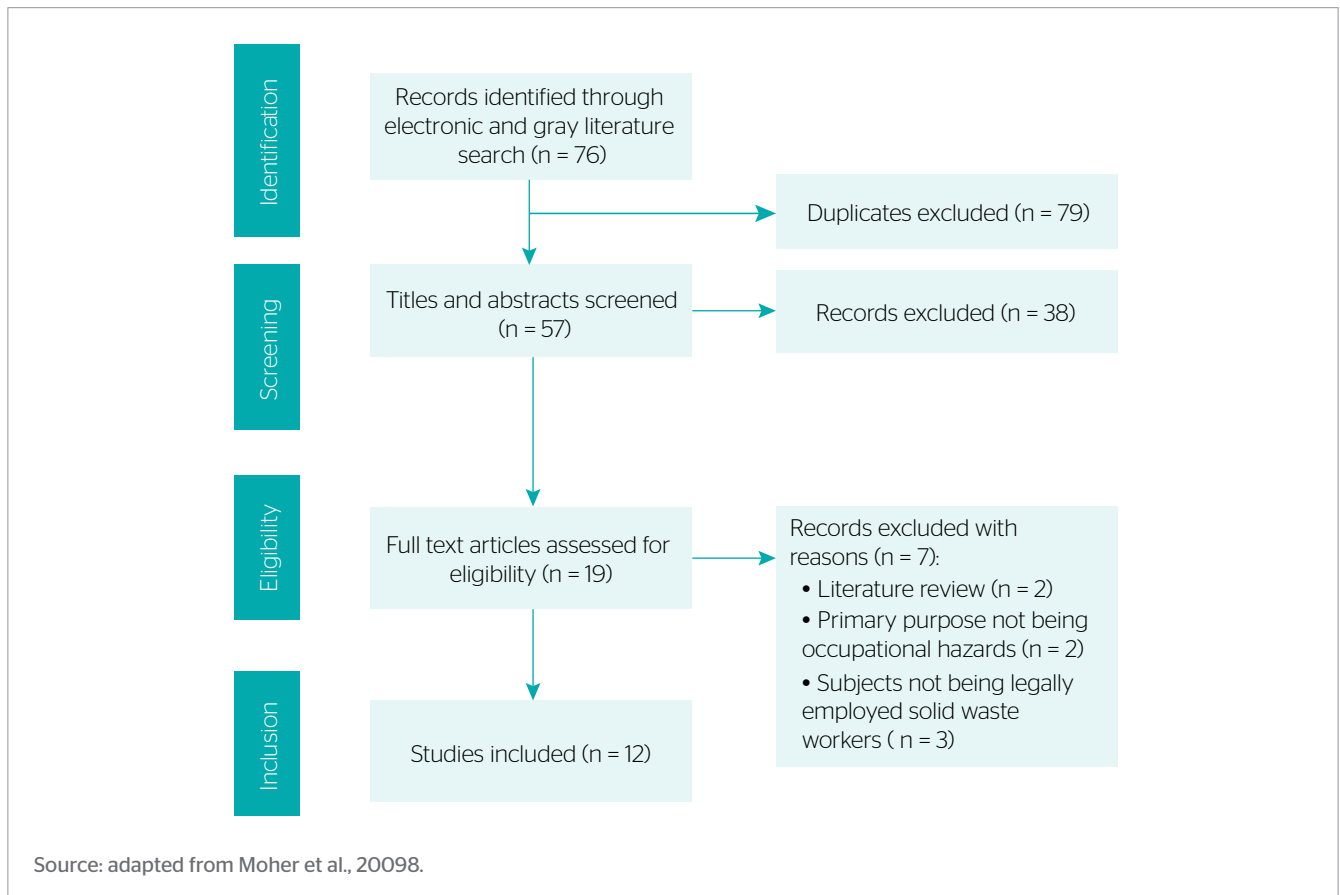 Identification
Records identified through
electronic and gray literature
search (n = 76)
Duplicates excluded (n = 79)
Screening
Titles and abstracts screened
(n = 57)
Records excluded (n = 38)
Eligibility
Full text articles assessed for
eligibility (n = 19)
Records excluded with
reasons (n = 7):
• Literature review (n = 2)
• Primary purpose not being
occupational hazards (n = 2)
• Subjects not being legally
employed solid waste
workers ( n = 3)
Inclusion
Studies included (n = 12)
Source: adapted from Moher et al., 20098.